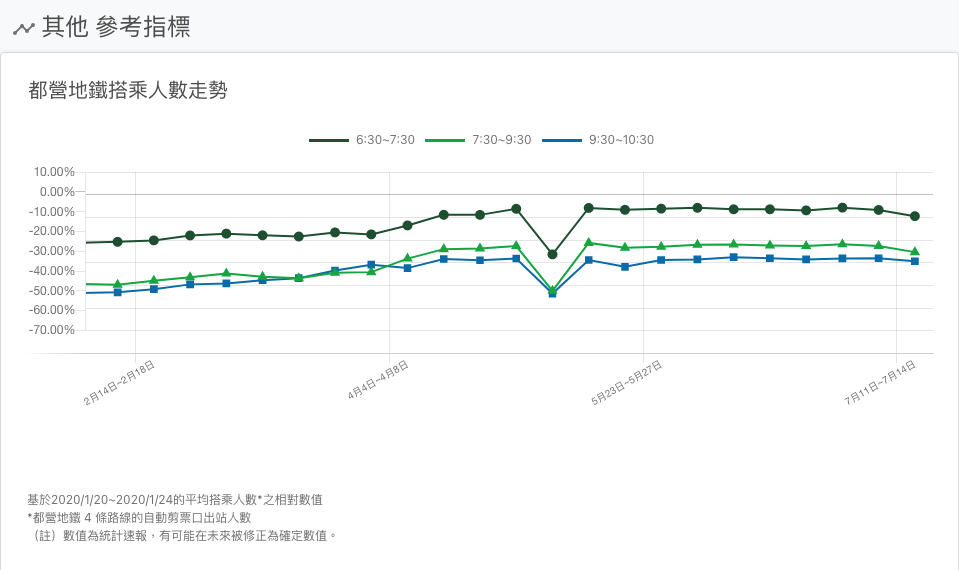 其他 參考指標
都營地鐵搭乘人數走勢
6:30~7:30 7:30~9:30 9:30~10:30
10.00%
0.00%
-10.00%
-20.00%
-30.00%
-40.00%
-50.00%
-60.00%
-70.00%
2月14日~2月18日
4月4日~4月8日
5月23日~5月27日
7月11日~7月14日
基於2020/1/20~2020/1/24的平均搭乘人數*之相對數值
*都營地鐵 4 條路線的自動剪票口出站人數
（註）數值為統計速報，有可能在未來被修正為確定數值。